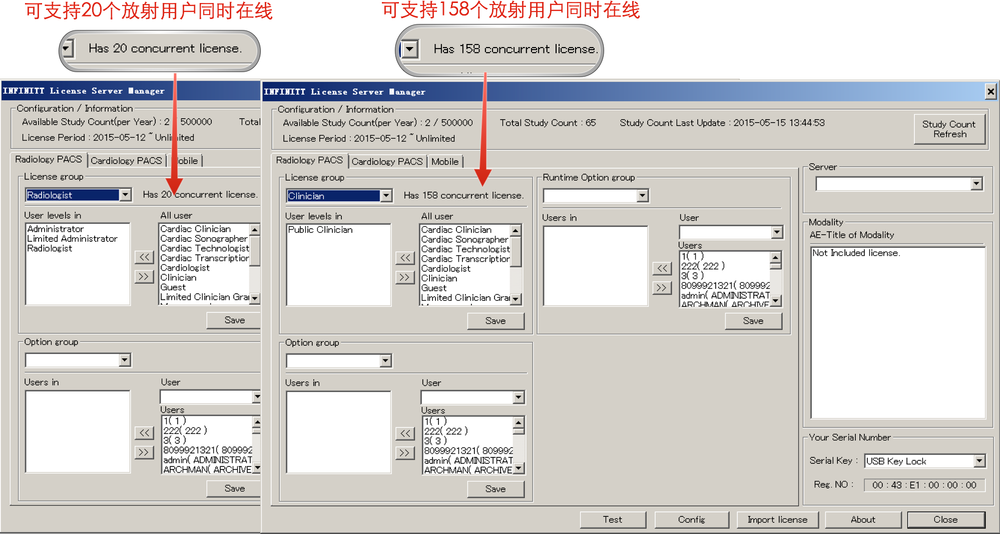 可支持20个放射用户同时在线
可支持158个放射用户同时在线
Has 20 concurrent license.
Has 158 concurrent license.
INFINITT License Server Manager
Configuration / Information
Available Study Count(per Year) : 2 / 500000 Total
License Period : 2015-05-12 ~ Unlimited
Radiology PACS Cardiology PACS Mobile
License group
Radiologist Has 20 concurrent license.
User levels in All user
Administrator
Limited Administrator
Radiologist
Cardiac Clinician
Cardiac Sonographer
Cardiac Technologist
Cardiac Transcription
Cardiologist
Clinician
Guest
Limited Clinician Gra
<<
>>
Save
Option group
Users in User
Users
1( 1 )
222( 222 )
3( 3 )
8099921321( 809992
admin( ADMINISTRAT
ARCHMAN( ARCHIVE
<<
>>
Save
INFINITT License Server Manager
Configuration / Information
Available Study Count(per Year) : 2 / 500000 Total Study Count : 65 Study Count Last Update : 2015-05-15 13:44:53
License Period : 2015-05-12 ~ Unlimited
Study Count
Refresh
Radiology PACS Cardiology PACS Mobile
License group
Clinician Has 158 concurrent license.
User levels in All user
Public Clinician
Cardiac Clinician
Cardiac Sonographer
Cardiac Technologist
Cardiac Transcription
Cardiologist
Clinician
Guest
Limited Clinician Gra
<<
>>
Save
Runtime Option group
Users in User
Users
1( 1 )
222( 222 )
3( 3 )
8099921321( 809992
admin( ADMINISTRAT
ARCHMAN( ARCHIVE
<<
>>
Save
Option group
Users in User
Users
1( 1 )
222( 222 )
3( 3 )
8099921321( 809992
admin( ADMINISTRAT
ARCHMAN( ARCHIVE
<<
>>
Save
Server
Modality
AE-Title of Modality
Not Included license.
Your Serial Number
Serial Key : USB Key Lock
Reg. NO : 00 : 43 : E1 : 00 : 00 : 00
Test Config Import license About Close